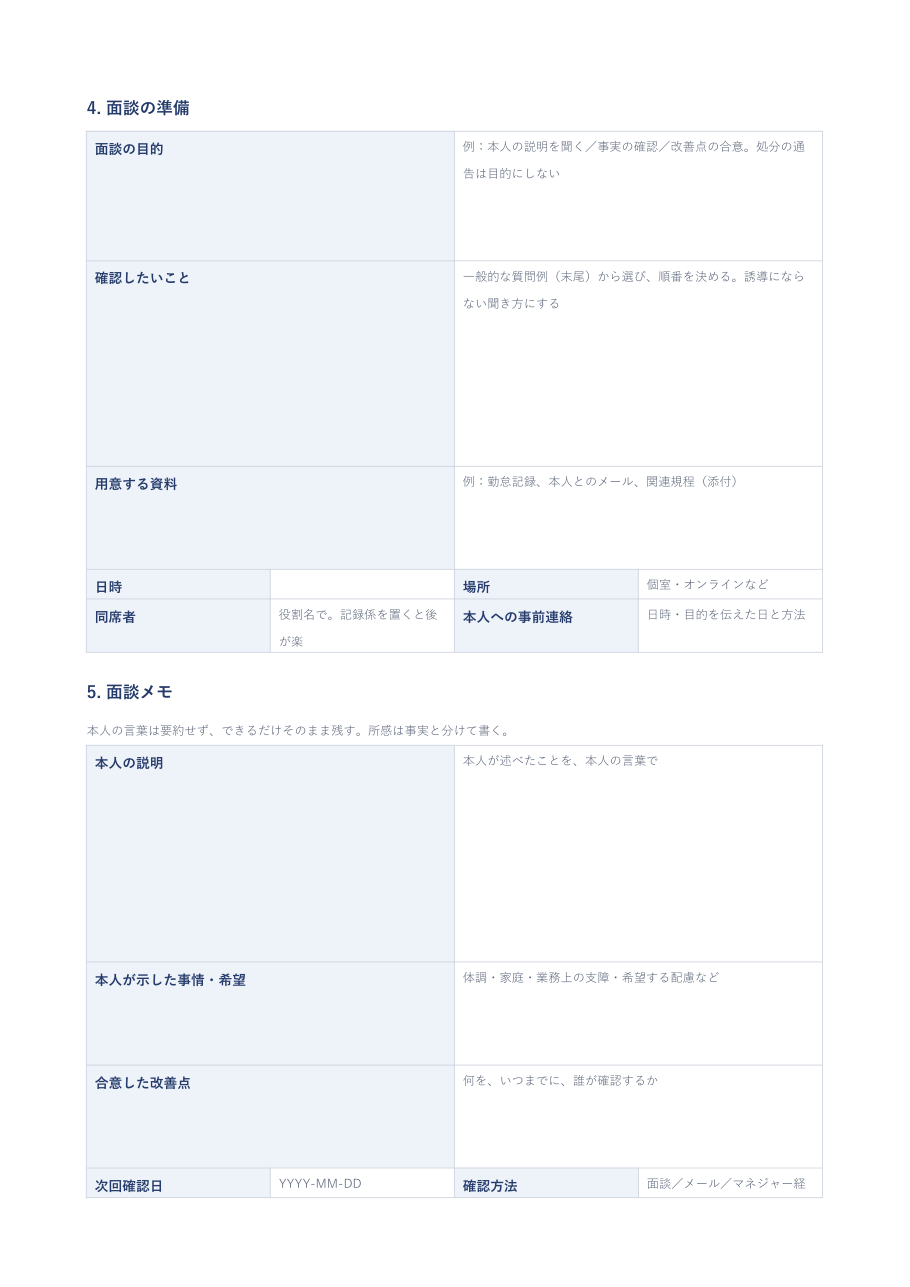 4. 面談の準備
面談の目的
例：本人の説明を聞く／事実の確認／改善点の合意。処分の通
告は目的にしない
確認したいこと
一般的な質問例（末尾）から選び、順番を決める。誘導になら
ない聞き方にする
用意する資料
例：勤怠記録、本人とのメール、関連規程（添付）
日時
場所
個室・オンラインなど
同席者
役割名で。記録係を置くと後
が楽
本人への事前連絡
日時・目的を伝えた日と方法
5. 面談メモ
本人の言葉は要約せず、できるだけそのまま残す。所感は事実と分けて書く。
本人の説明
本人が述べたことを、本人の言葉で
本人が示した事情・希望
体調・家庭・業務上の支障・希望する配慮など
合意した改善点
何を、いつまでに、誰が確認するか
次回確認日
YYYY-MM-DD
確認方法
面談／メール／マネジャー経